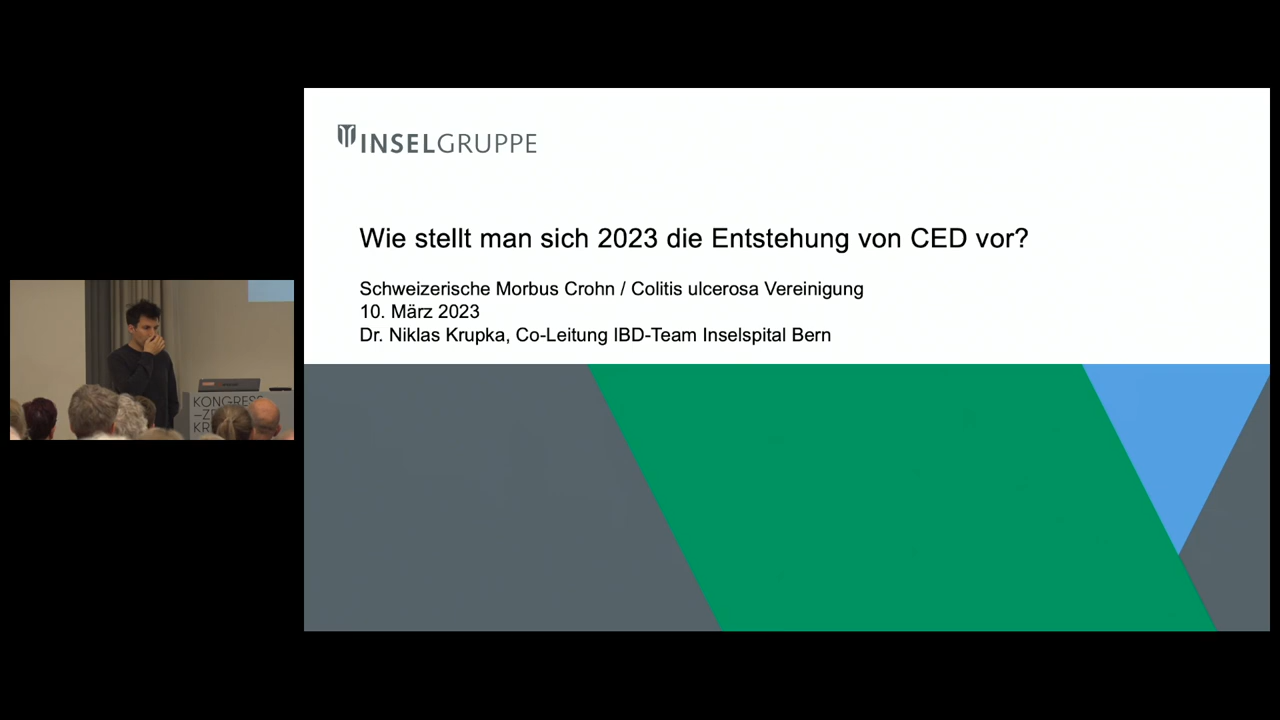 INSELGRUPPE
Wie stellt man sich 2023 die Entstehung von CED vor?
Schweizerische Morbus Crohn / Colitis ulcerosa Vereinigung
10. März 2023
Dr. Niklas Krupka, Co-Leitung IBD-Team Inselspital Bern
KONGRESS